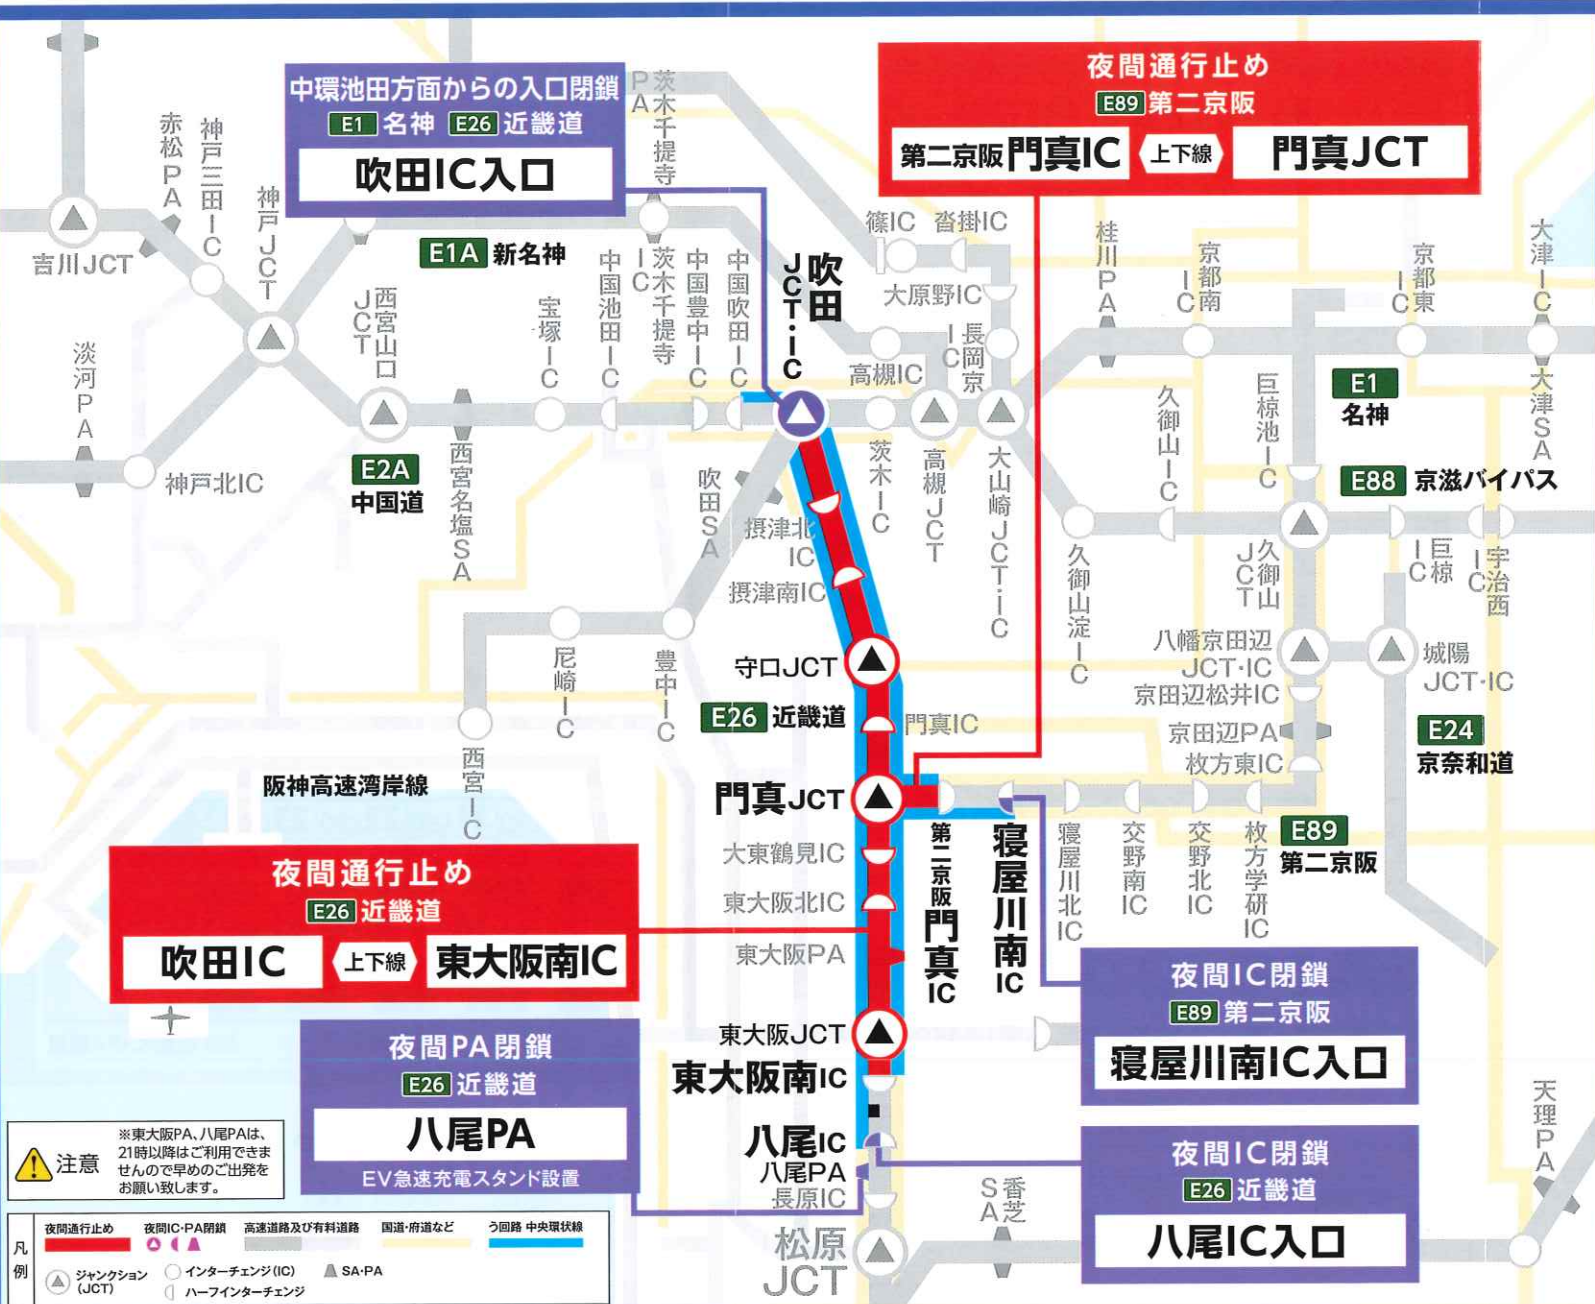 中環池田方面からの入口閉鎖
E1 名神 E26 近畿道
吹田IC入口
夜間通行止め
E89 第二京阪
第二京阪 門真IC 上下線 門真JCT
茨木千提寺PA
赤松PA
神戸三田IC
神戸JCT
吉川JCT
E1A 新名神
淡河PA
西宮山口JCT
宝塚IC
中国池田IC
茨木千提寺IC
中国豊中IC
中国吹田IC
吹田JCT・IC
篠IC
沓掛IC
大原野IC
長岡京IC
高槻IC
桂川PA
京都南IC
京都東IC
大津IC
大津SA
E1
名神
神戸北IC
E2A
中国道
西宮名塩SA
吹田SA
茨木IC
高槻JCT
大山崎JCT・IC
久御山IC
巨椋池IC
E88 京滋バイパス
摂津北IC
摂津南IC
久御山淀IC
久御山JCT
巨椋IC
宇治西IC
尼崎IC
豊中IC
西宮IC
阪神高速湾岸線
守口JCT
E26 近畿道
門真IC
門真JCT
八幡京田辺JCT・IC
京田辺松井IC
京田辺PA
枚方東IC
城陽JCT・IC
E24
京奈和道
大東鶴見IC
東大阪北IC
東大阪PA
第二京阪門真IC
寝屋川南IC
寝屋川北IC
交野南IC
交野北IC
枚方学研IC
E89
第二京阪
夜間通行止め
E26 近畿道
吹田IC 上下線 東大阪南IC
夜間IC閉鎖
E89 第二京阪
寝屋川南IC入口
東大阪JCT
東大阪南IC
夜間PA閉鎖
E26 近畿道
八尾PA
EV急速充電スタンド設置
八尾IC
八尾PA
長原IC
松原JCT
香芝SA
天理PA
夜間IC閉鎖
E26 近畿道
八尾IC入口
注意
※東大阪PA、八尾PAは、
21時以降はご利用できま
せんので早めのご出発を
お願い致します。
凡例
夜間通行止め 夜間IC・PA閉鎖 高速道路及び有料道路 国道・府道など う回路 中央環状線
ジャンクション(JCT) インターチェンジ(IC) SA・PA
ハーフインターチェンジ